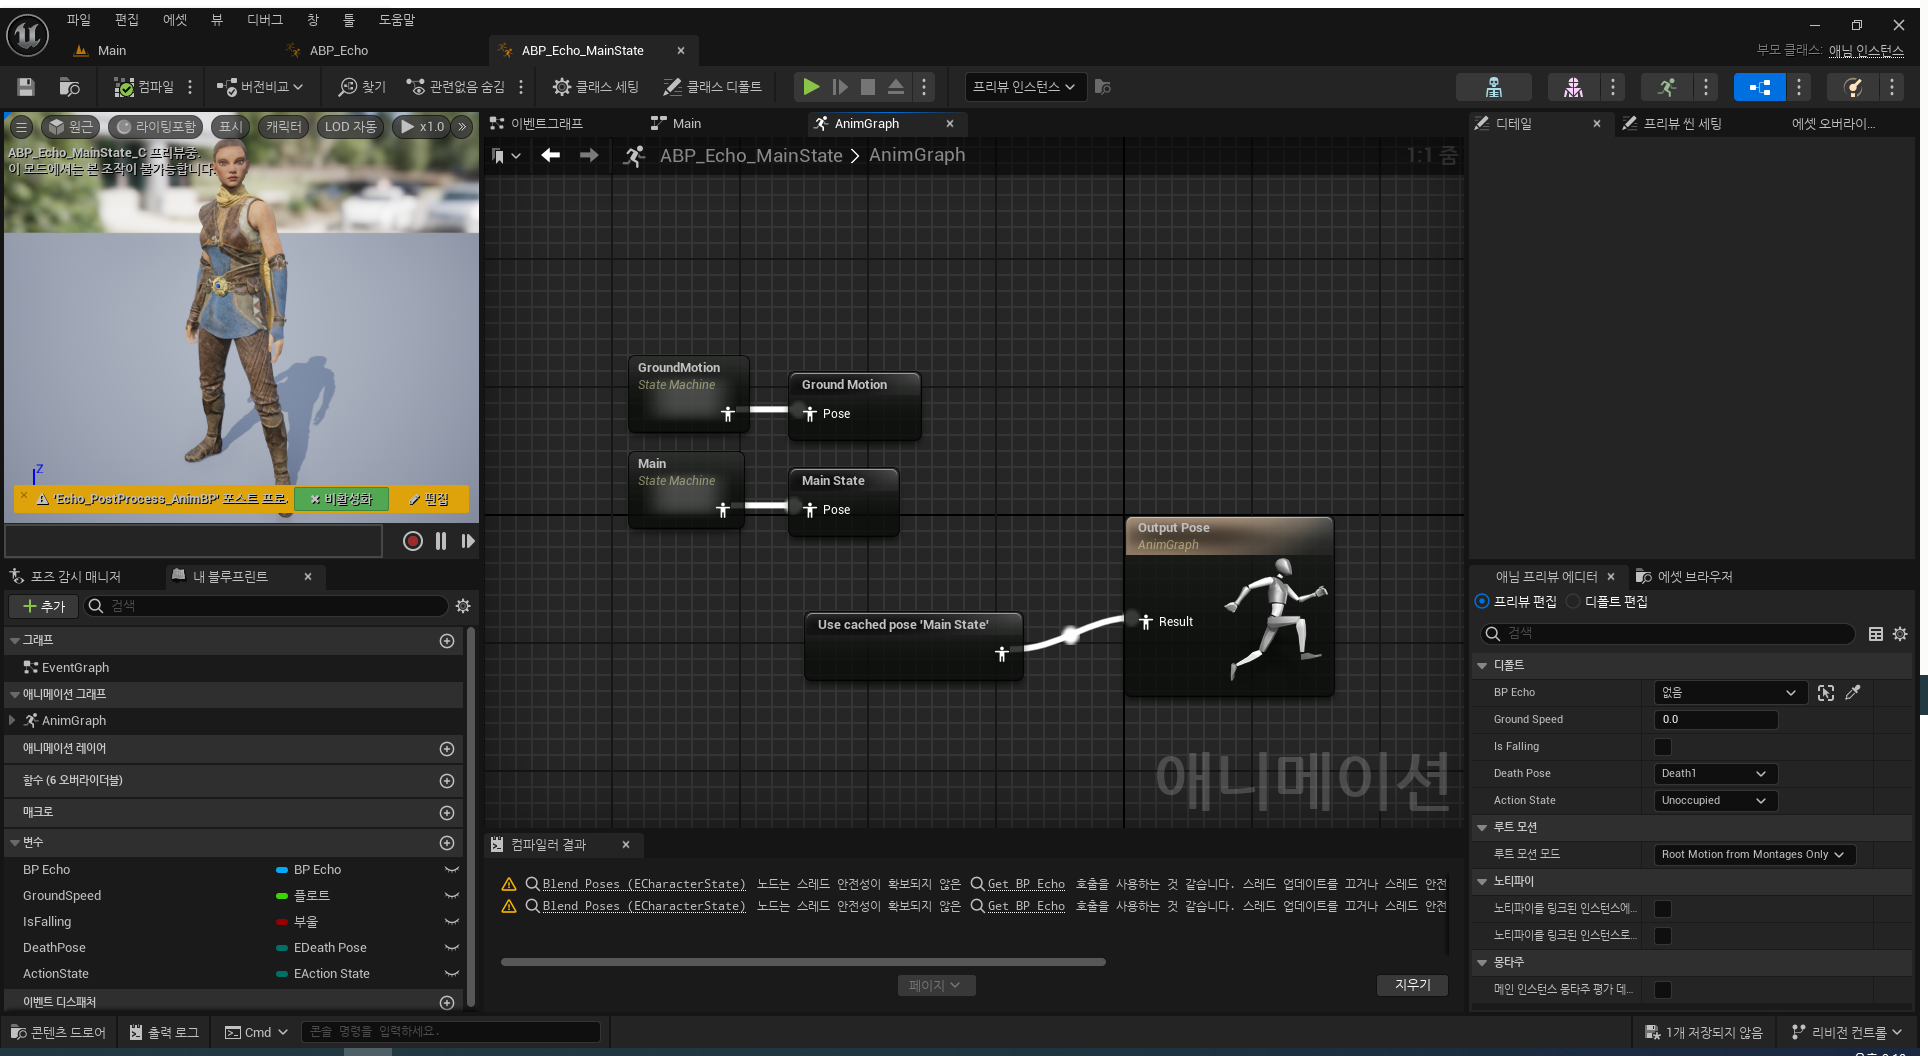 파일 편집 에셋 뷰 디버그 창 툴 도움말
Main
ABP_Echo
ABP_Echo_MainState
부모 클래스: 애님 인스턴스
컴파일
버전비교
찾기
관련없음 숨김
클래스 세팅
클래스 디폴트
프리뷰 인스턴스
원근
라이팅포함
표시
캐릭터
LOD 자동
x1.0
ABP_Echo_MainState_C 프리뷰중.
이 모드에서는 본 조작이 불가능합니다.
Z
'Echo_PostProcess_AnimBP' 포스트 프로.
비활성화
편집
포즈 감시 매니저
내 블루프린트
추가
검색
그래프
EventGraph
애니메이션 그래프
AnimGraph
애니메이션 레이어
함수 (6 오버라이더블)
매크로
변수
BP Echo BP Echo
GroundSpeed 플로트
IsFalling 부울
DeathPose EDeath Pose
ActionState EAction State
이벤트 디스패처
이벤트그래프
Main
AnimGraph
ABP_Echo_MainState > AnimGraph
1:1 줌
GroundMotion
State Machine
Ground Motion
Pose
Main
State Machine
Main State
Pose
Use cached pose 'Main State'
Output Pose
AnimGraph
Result
애니메이션
컴파일러 결과
Blend Poses (ECharacterState) 노드는 스레드 안전성이 확보되지 않은 Get BP Echo 호출을 사용하는 것 같습니다. 스레드 업데이트를 끄거나 스레드 안전
Blend Poses (ECharacterState) 노드는 스레드 안전성이 확보되지 않은 Get BP Echo 호출을 사용하는 것 같습니다. 스레드 업데이트를 끄거나 스레드 안전
페이지
지우기
디테일
프리뷰 씬 세팅
에셋 오버라이...
애님 프리뷰 에디터
에셋 브라우저
프리뷰 편집
디폴트 편집
검색
디폴트
BP Echo 없음
Ground Speed 0.0
Is Falling
Death Pose Death1
Action State Unoccupied
루트 모션
루트 모션 모드 Root Motion from Montages Only
노티파이
노티파이를 링크된 인스턴스에...
노티파이를 링크된 인스턴스로...
몽타주
메인 인스턴스 몽타주 평가 데...
콘텐츠 드로어
출력 로그
Cmd
콘솔 명령을 입력하세요.
1개 저장되지 않음
리비전 컨트롤